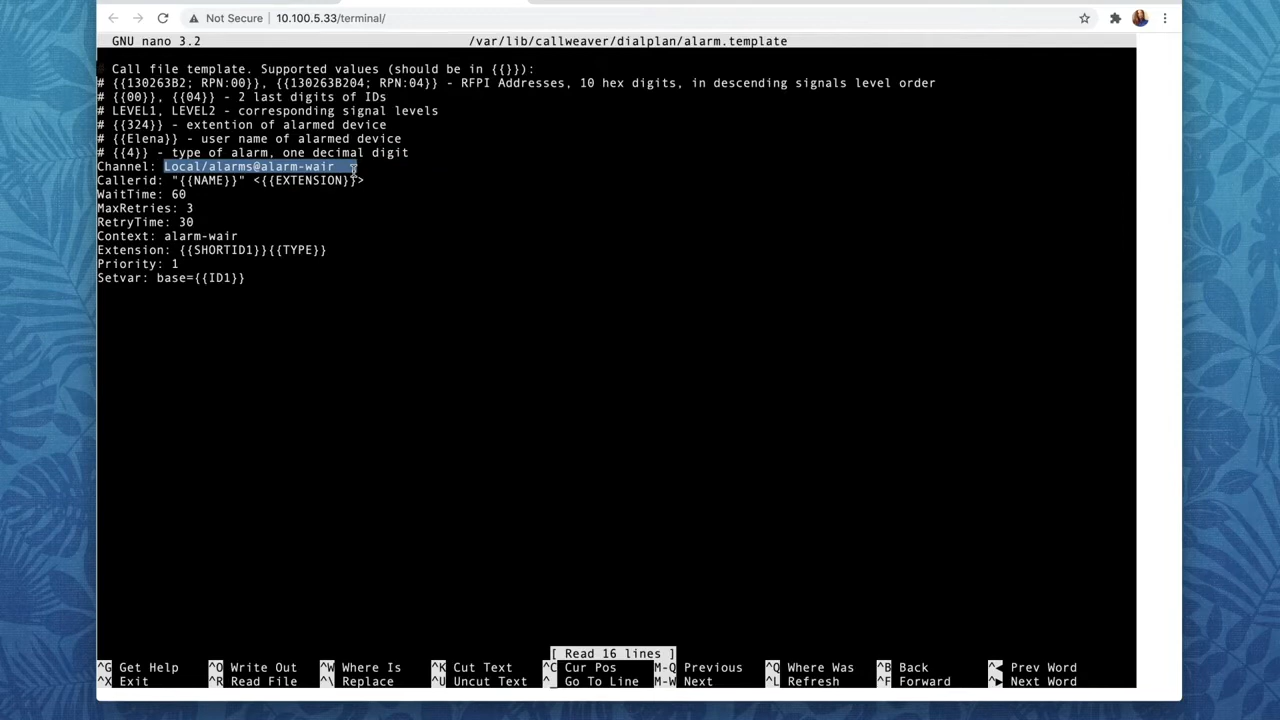 Not Secure | 10.100.5.33/terminal/
GNU nano 3.2 /var/lib/callweaver/dialplan/alarm.template
# Call file template. Supported values (should be in {{}}):
# {{130263B2; RPN:00}}, {{130263B204; RPN:04}} - RFPI Addresses, 10 hex digits, in descending signals level order
# {{00}}, {{04}} - 2 last digits of IDs
# LEVEL1, LEVEL2 - corresponding signal levels
# {{324}} - extention of alarmed device
# {{Elena}} - user name of alarmed device
# {{4}} - type of alarm, one decimal digit
Channel: Local/alarms@alarm-wair
Callerid: "{{NAME}}" <{{EXTENSION}}>
WaitTime: 60
MaxRetries: 3
RetryTime: 30
Context: alarm-wair
Extension: {{SHORTID1}}{{TYPE}}
Priority: 1
Setvar: base={{ID1}}
[ Read 16 lines ]
^G Get Help ^O Write Out ^W Where Is ^K Cut Text ^C Cur Pos M-Q Previous ^Q Where Was ^B Back ^◄ Prev Word
^X Exit ^R Read File ^\ Replace ^U Uncut Text ^_ Go To Line M-W Next ^L Refresh ^F Forward ^► Next Word